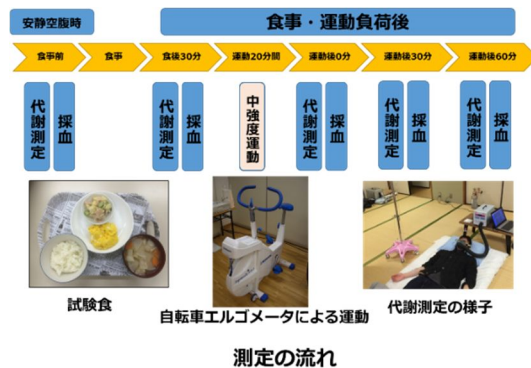 安静空腹時
食事・運動負荷後
食事前
食事
食後30分
運動20分間
運動後0分
運動後30分
運動後60分
代謝測定
採血
代謝測定
採血
中強度運動
代謝測定
採血
代謝測定
採血
代謝測定
採血
試験食
自転車エルゴメータによる運動
代謝測定の様子
測定の流れ